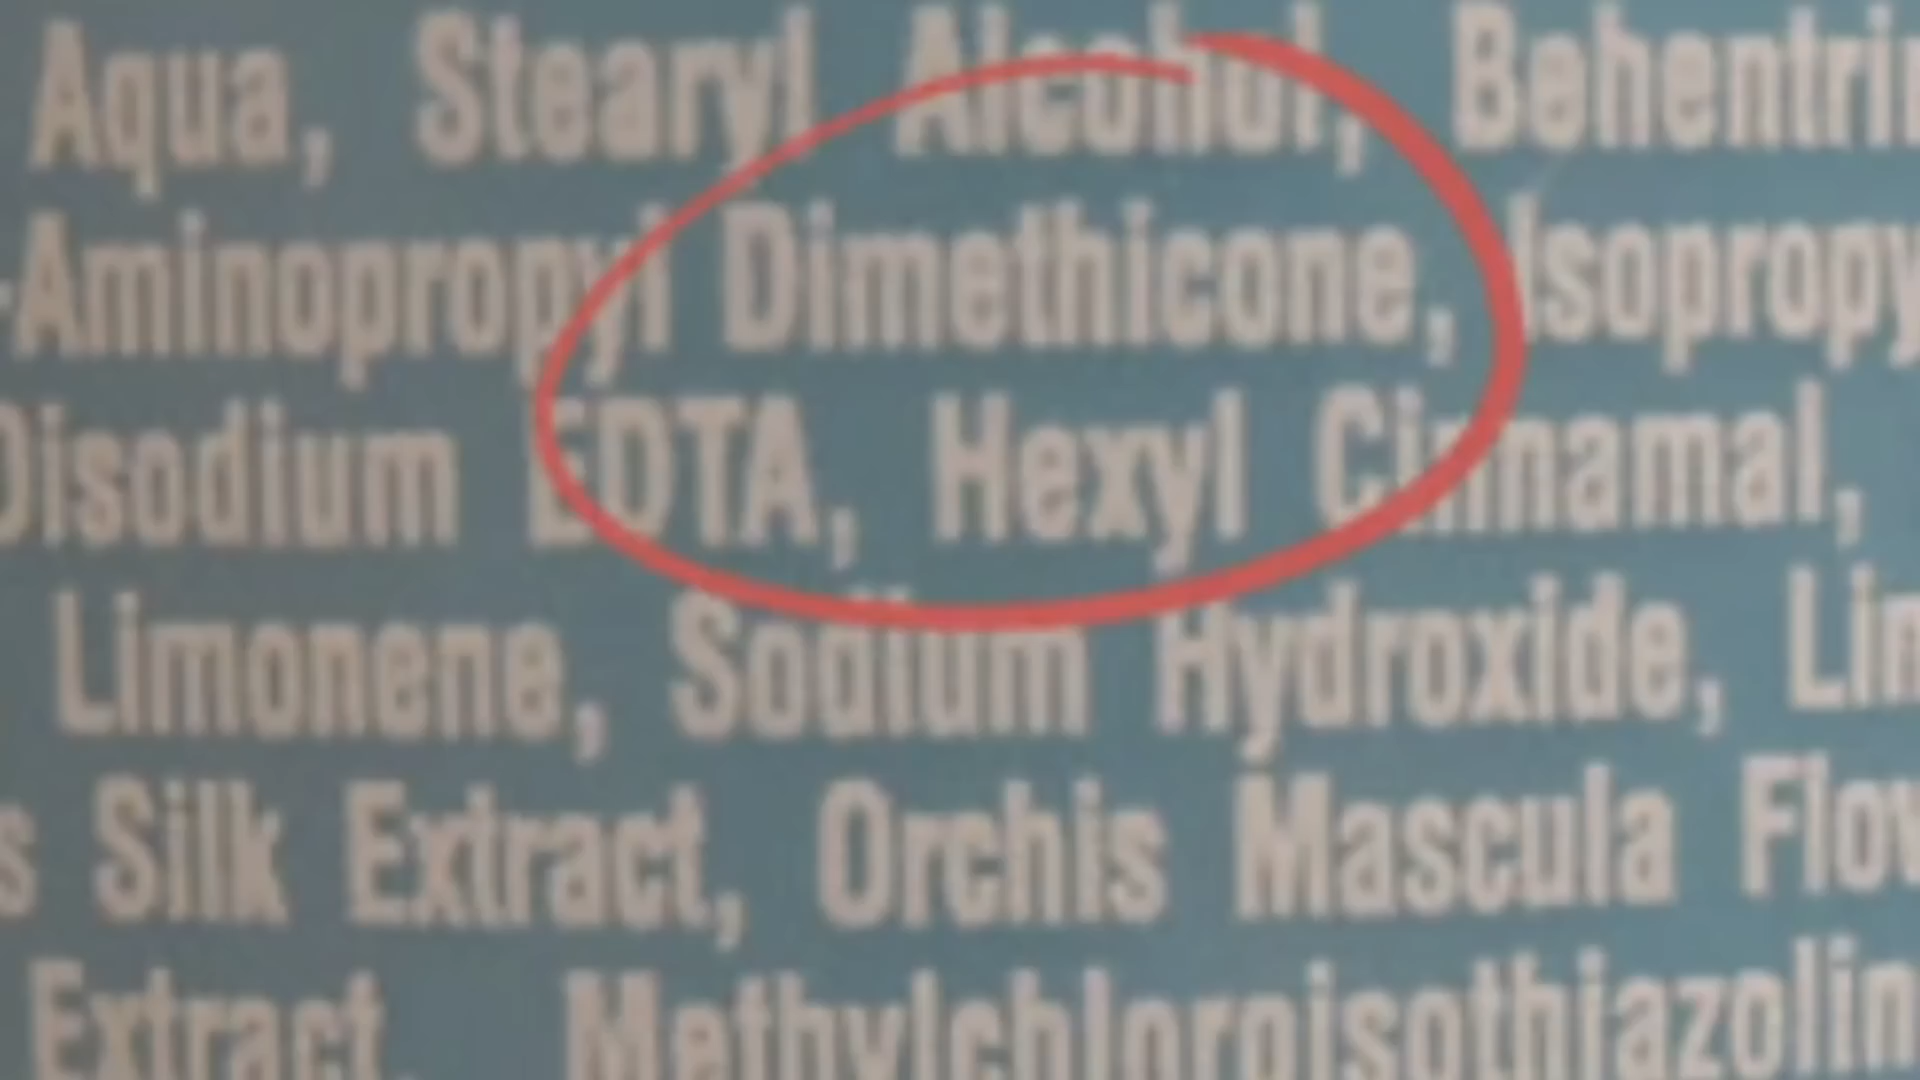 Aqua, Stearyl Alcohol, Behentri
-Aminopropyl Dimethicone, Isopropy
Disodium EDTA, Hexyl Cinnamal,
Limonene, Sodium Hydroxide, Lin
s Silk Extract, Orchis Mascula Flow
Extract, Methylchloroisothiazolin